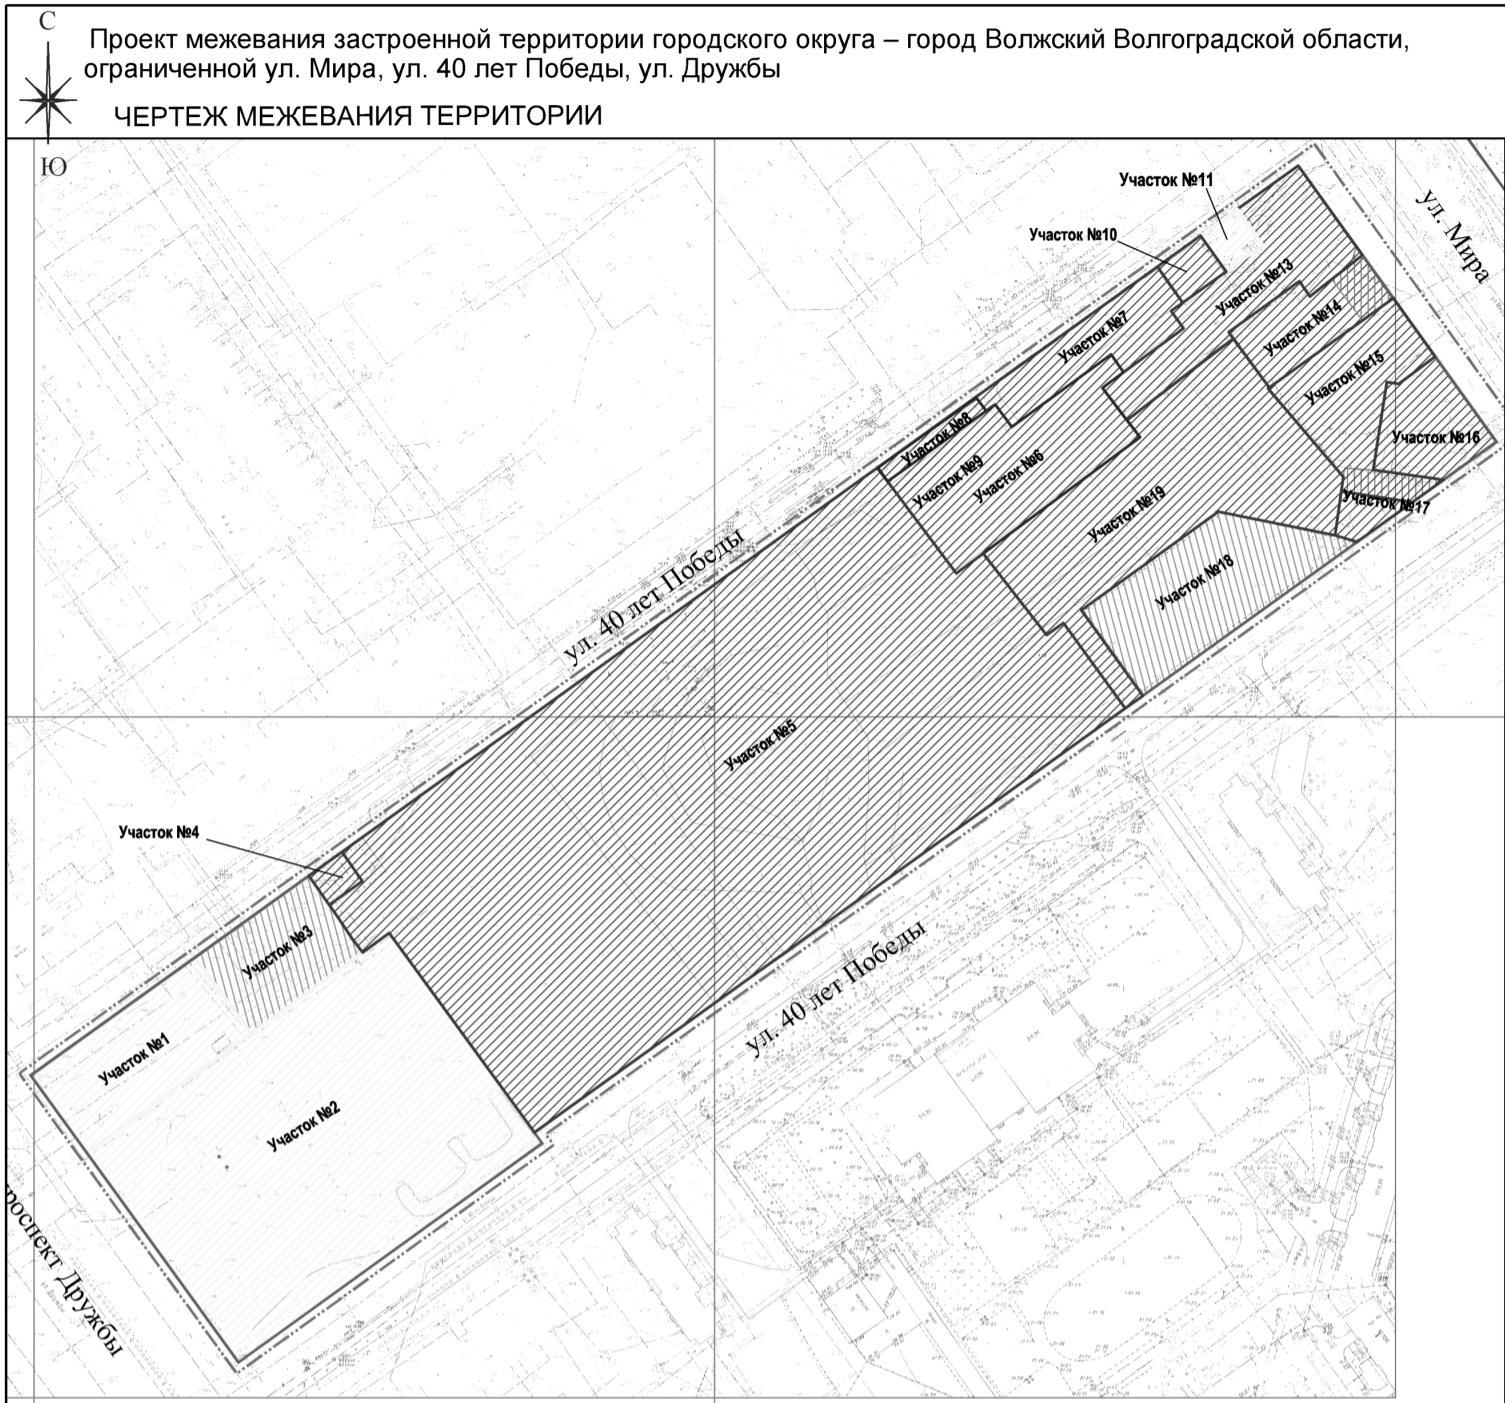 С
Проект межевания застроенной территории городского округа – город Волжский Волгоградской области,
ограниченной ул. Мира, ул. 40 лет Победы, ул. Дружбы
ЧЕРТЕЖ МЕЖЕВАНИЯ ТЕРРИТОРИИ
Ю
Участок №11
ул. Мира
Участок №10
Участок №13
Участок №7
Участок №14
Участок №15
Участок №8
Участок №16
Участок №9
Участок №6
Участок №19
Участок №17
ул. 40 лет Победы
Участок №18
Участок №5
Участок №4
Участок №3
ул. 40 лет Победы
Участок №1
Участок №2
роспект Дружбы